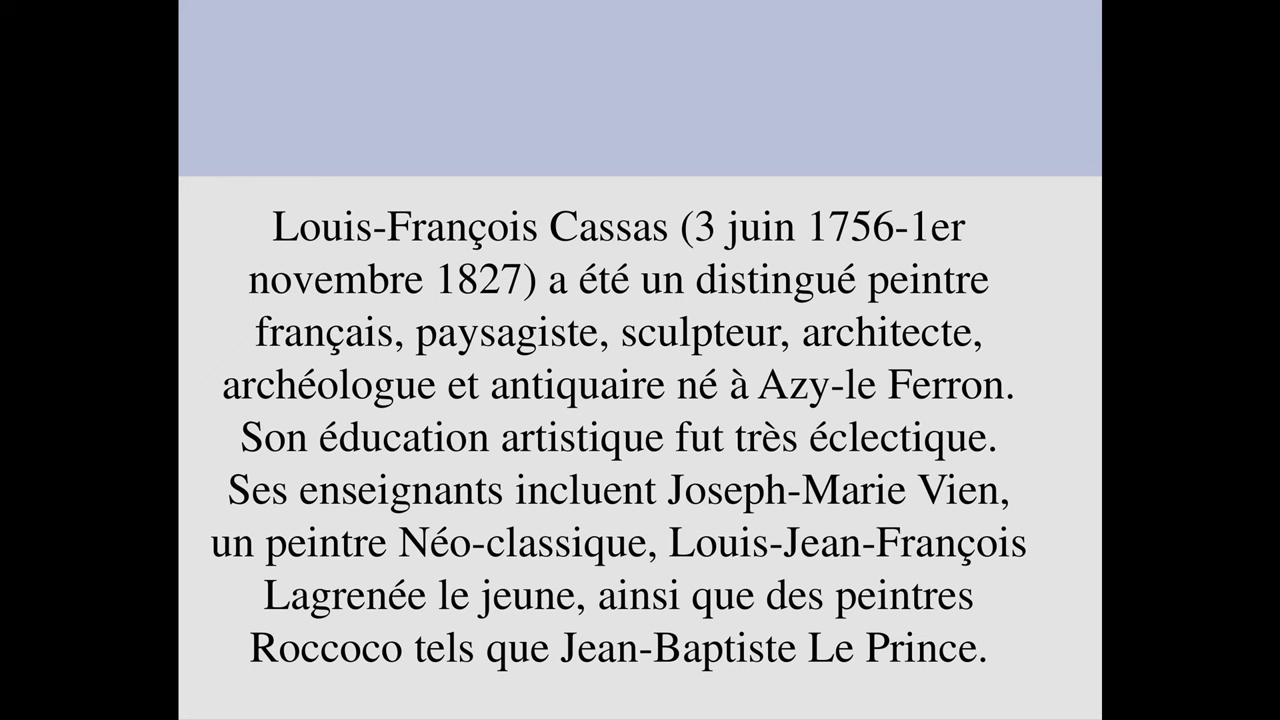 Louis-François Cassas (3 juin 1756-1er
novembre 1827) a été un distingué peintre
français, paysagiste, sculpteur, architecte,
archéologue et antiquaire né à Azy-le Ferron.
Son éducation artistique fut très éclectique.
Ses enseignants incluent Joseph-Marie Vien,
un peintre Néo-classique, Louis-Jean-François
Lagrenée le jeune, ainsi que des peintres
Roccoco tels que Jean-Baptiste Le Prince.